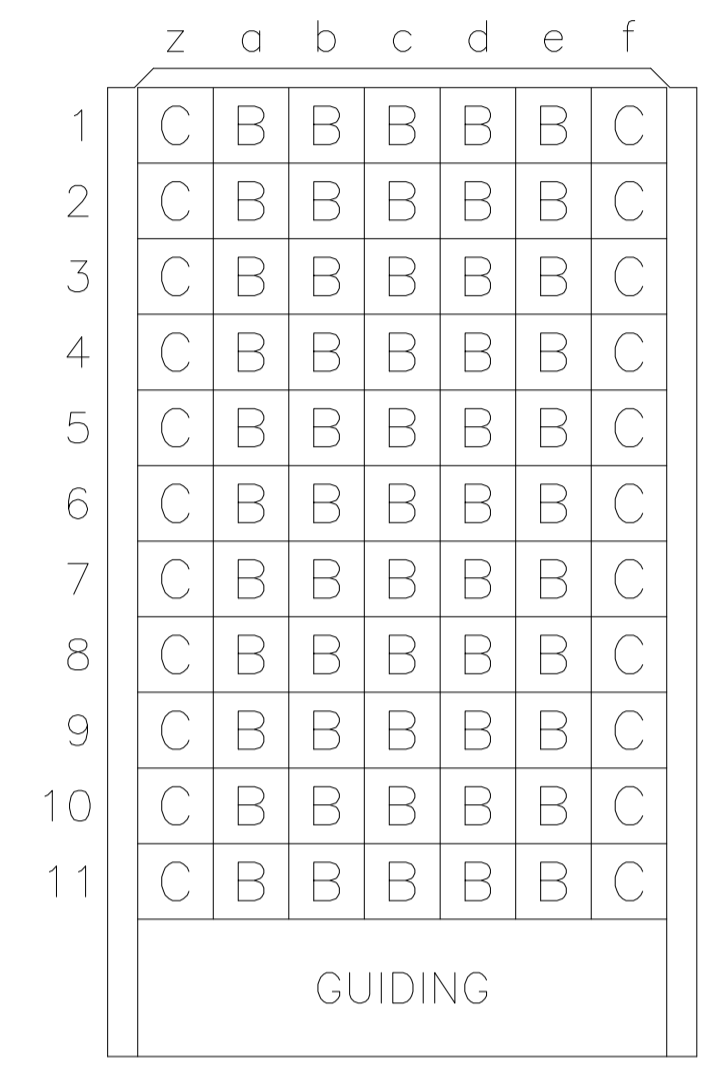 z a b c d e f
1 C B B B B B C
2 C B B B B B C
3 C B B B B B C
4 C B B B B B C
5 C B B B B B C
6 C B B B B B C
7 C B B B B B C
8 C B B B B B C
9 C B B B B B C
10 C B B B B B C
11 C B B B B B C
GUIDING